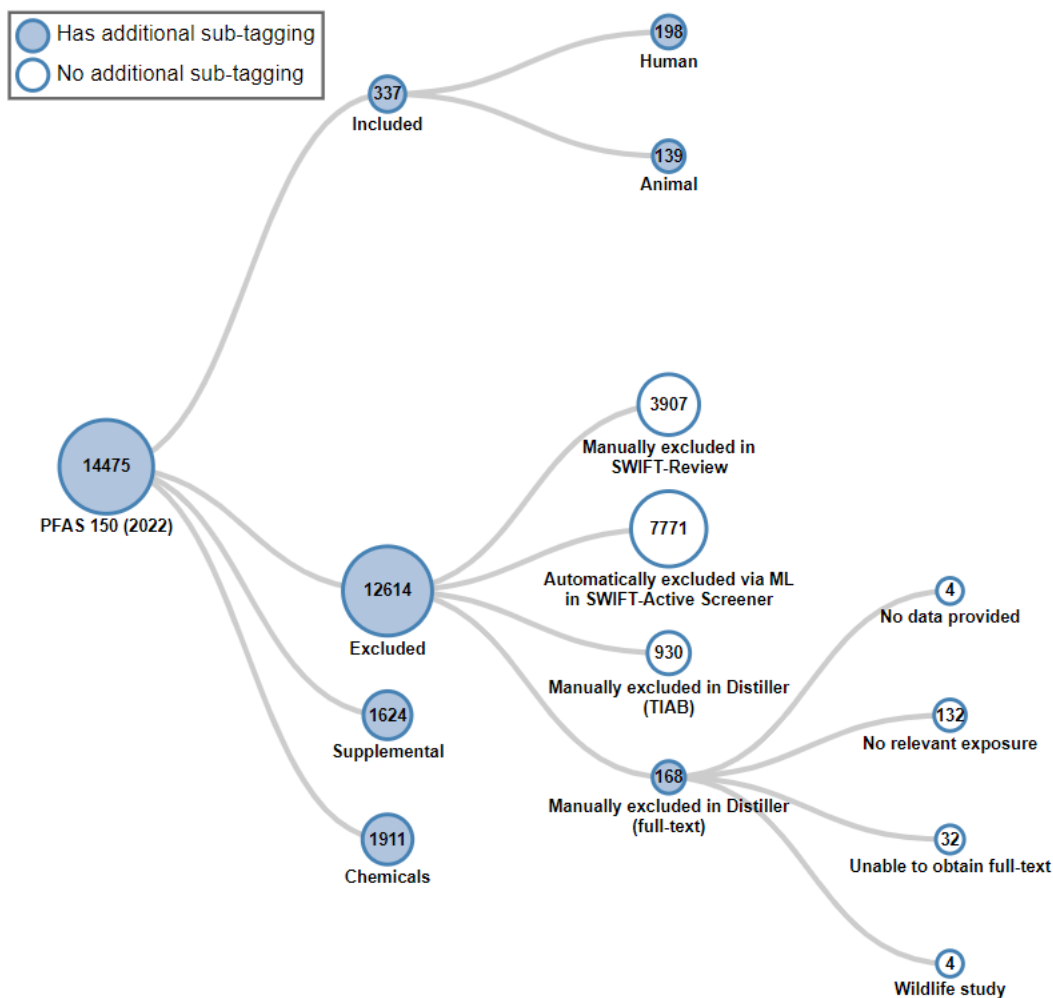 Has additional sub-tagging
No additional sub-tagging
198
Human
337
Included
139
Animal
14475
PFAS 150 (2022)
3907
Manually excluded in
SWIFT-Review
7771
Automatically excluded via ML
in SWIFT-Active Screener
12614
Excluded
930
Manually excluded in Distiller
(TIAB)
168
Manually excluded in Distiller
(full-text)
4
No data provided
132
No relevant exposure
32
Unable to obtain full-text
4
Wildlife study
1624
Supplemental
1911
Chemicals